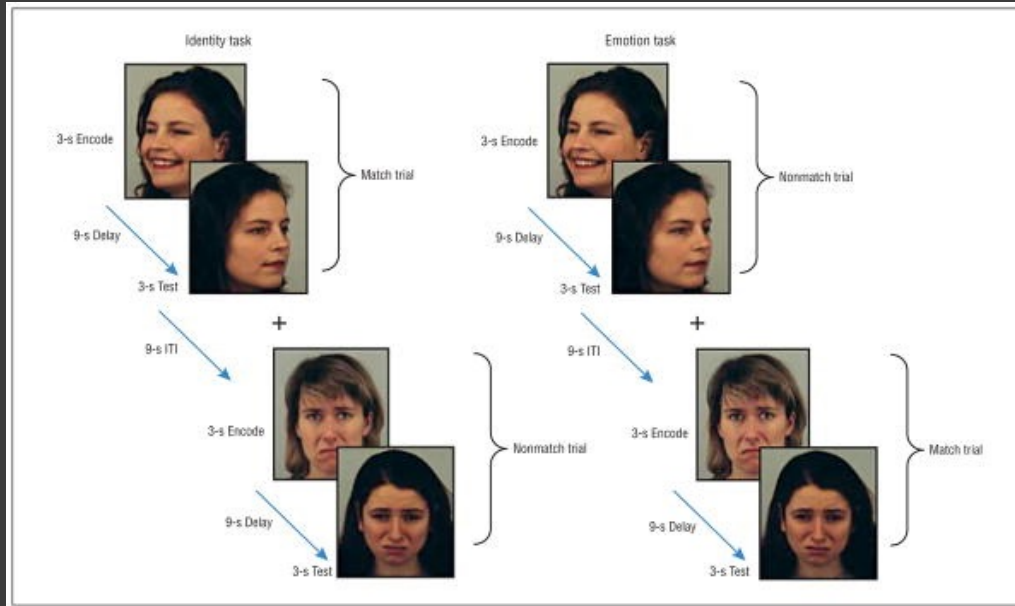 Identity task
3-s Encode
Match trial
9-s Delay
3-s Test
+
9-s ITI
3-s Encode
Nonmatch trial
9-s Delay
3-s Test
Emotion task
3-s Encode
Nonmatch trial
9-s Delay
3-s Test
+
9-s ITI
3-s Encode
Match trial
9-s Delay
3-s Test